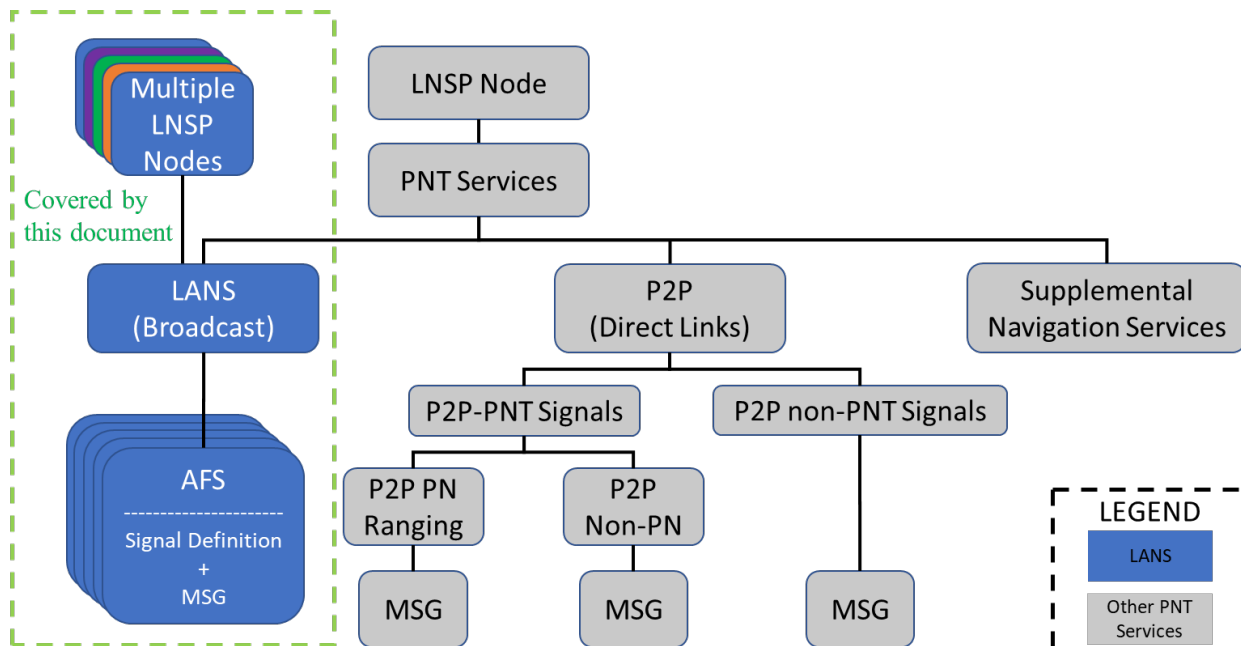 Multiple
LNSP
Nodes
Covered by
this document
LANS
(Broadcast)
AFS
----------------------
Signal Definition
+
MSG
LNSP Node
PNT Services
P2P
(Direct Links)
Supplemental
Navigation Services
P2P-PNT Signals
P2P non-PNT Signals
P2P PN
Ranging
P2P
Non-PN
MSG
MSG
MSG
LEGEND
LANS
Other PNT
Services